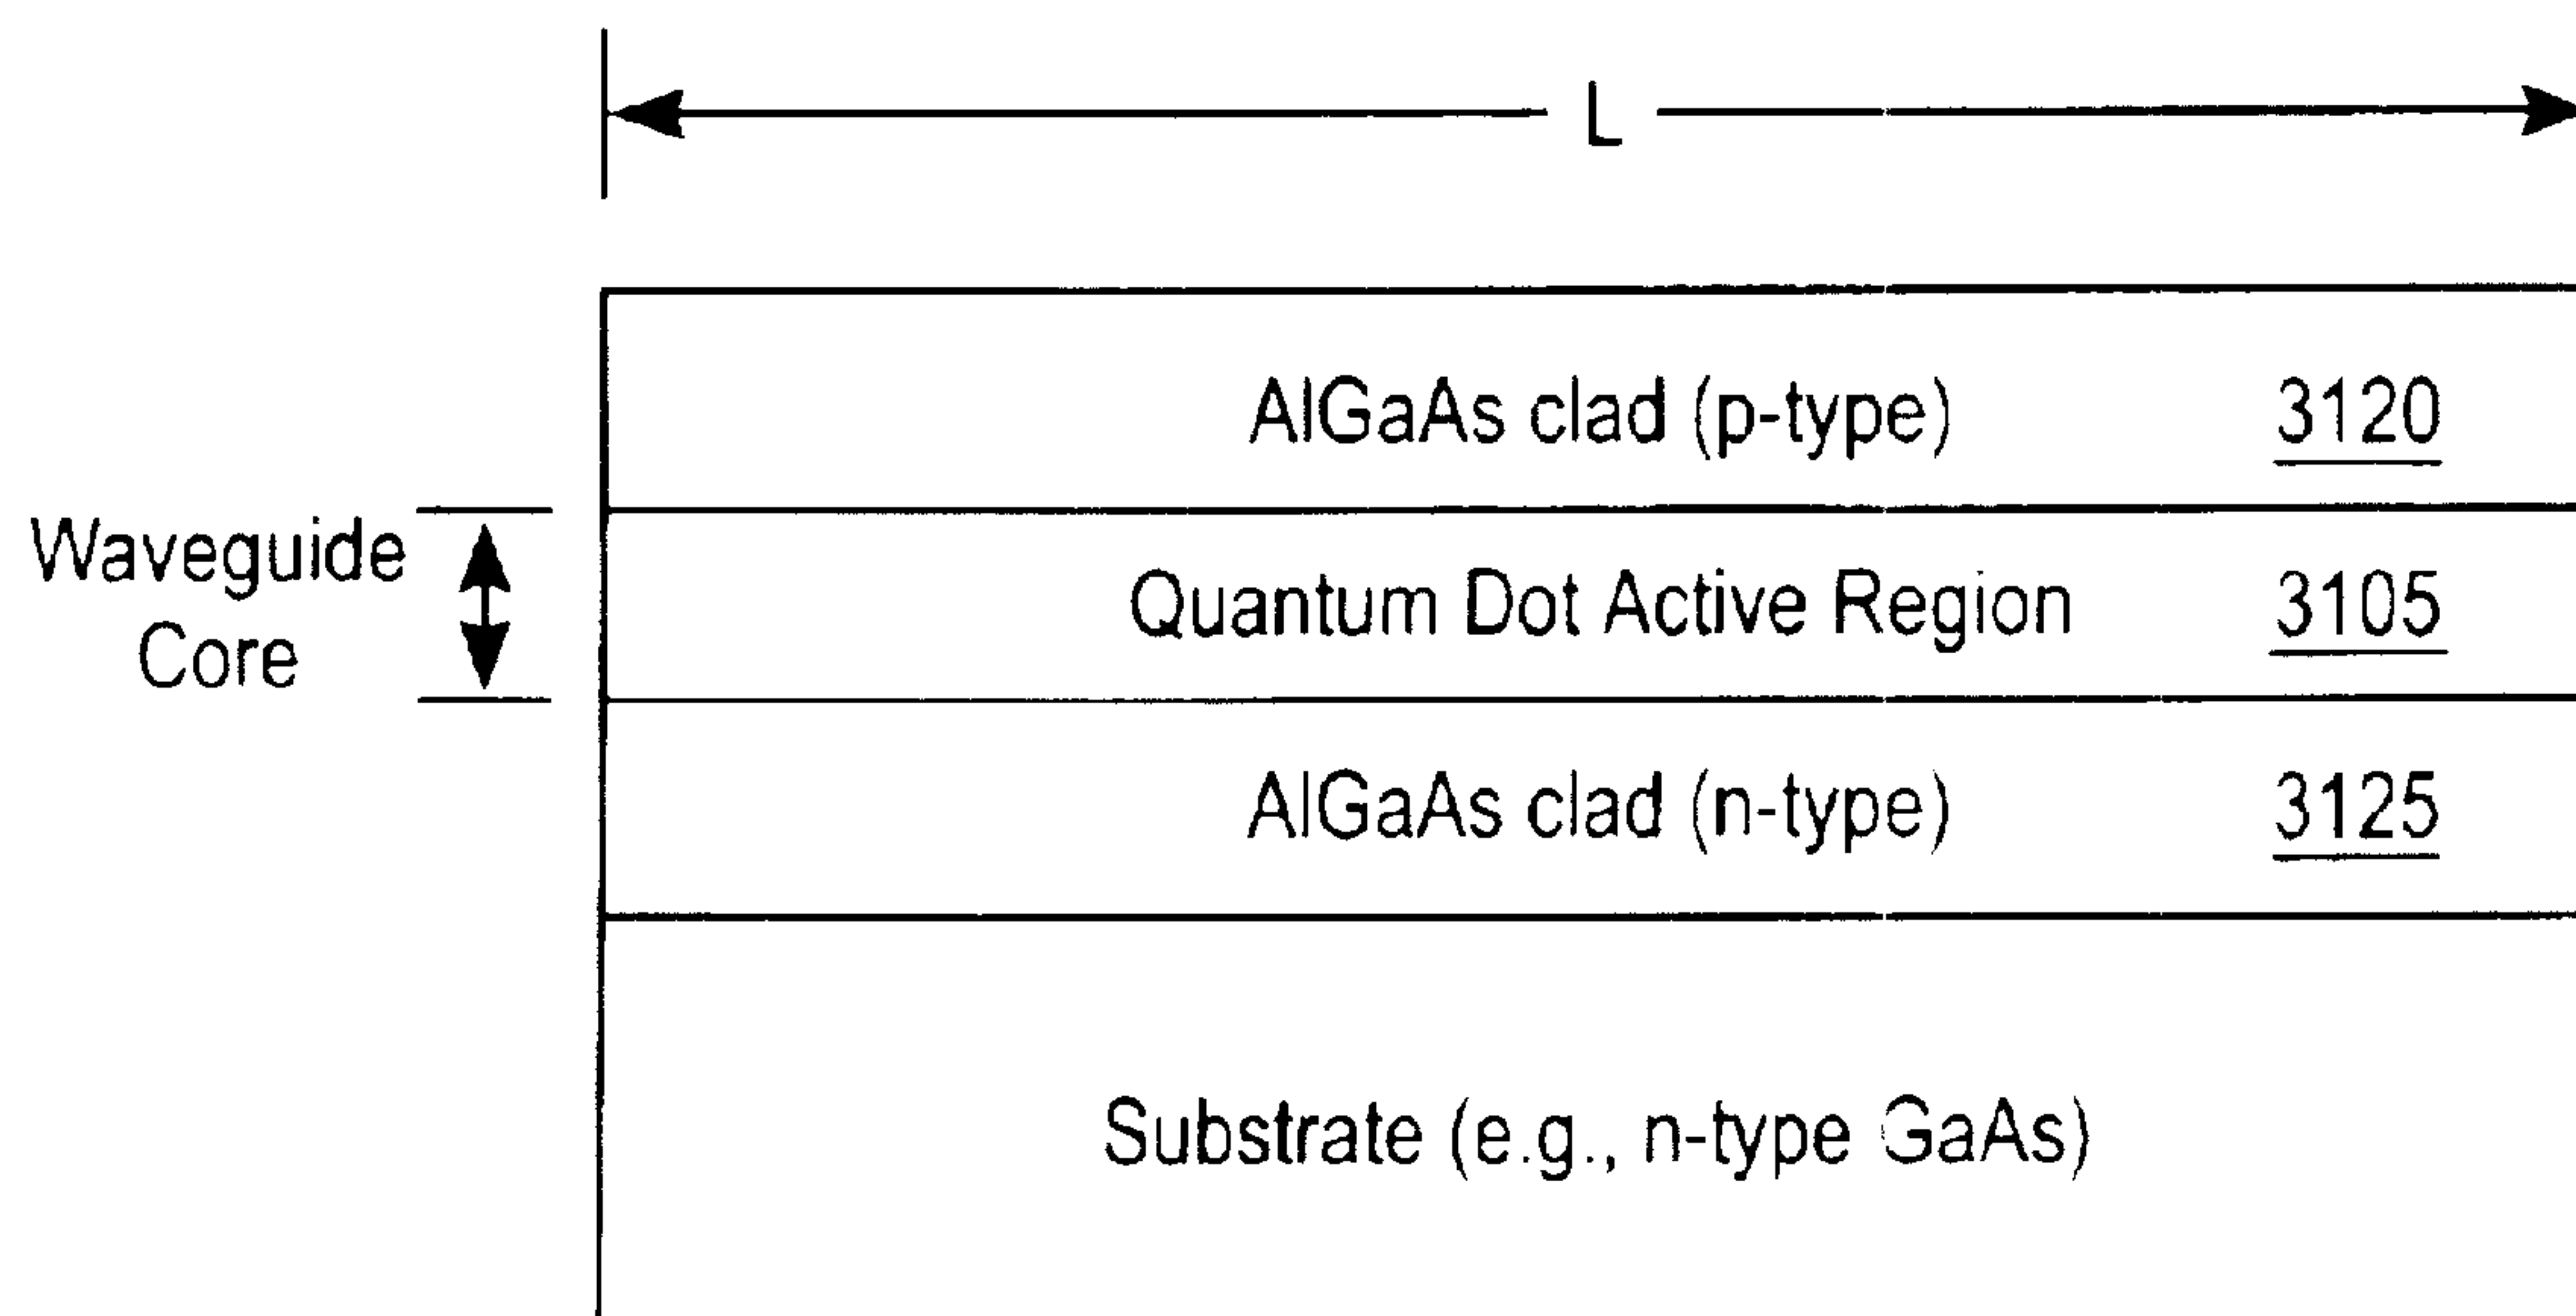 L
AlGaAs clad (p-type) 3120
Waveguide
Core
Quantum Dot Active Region 3105
AlGaAs clad (n-type) 3125
Substrate (e.g., n-type GaAs)